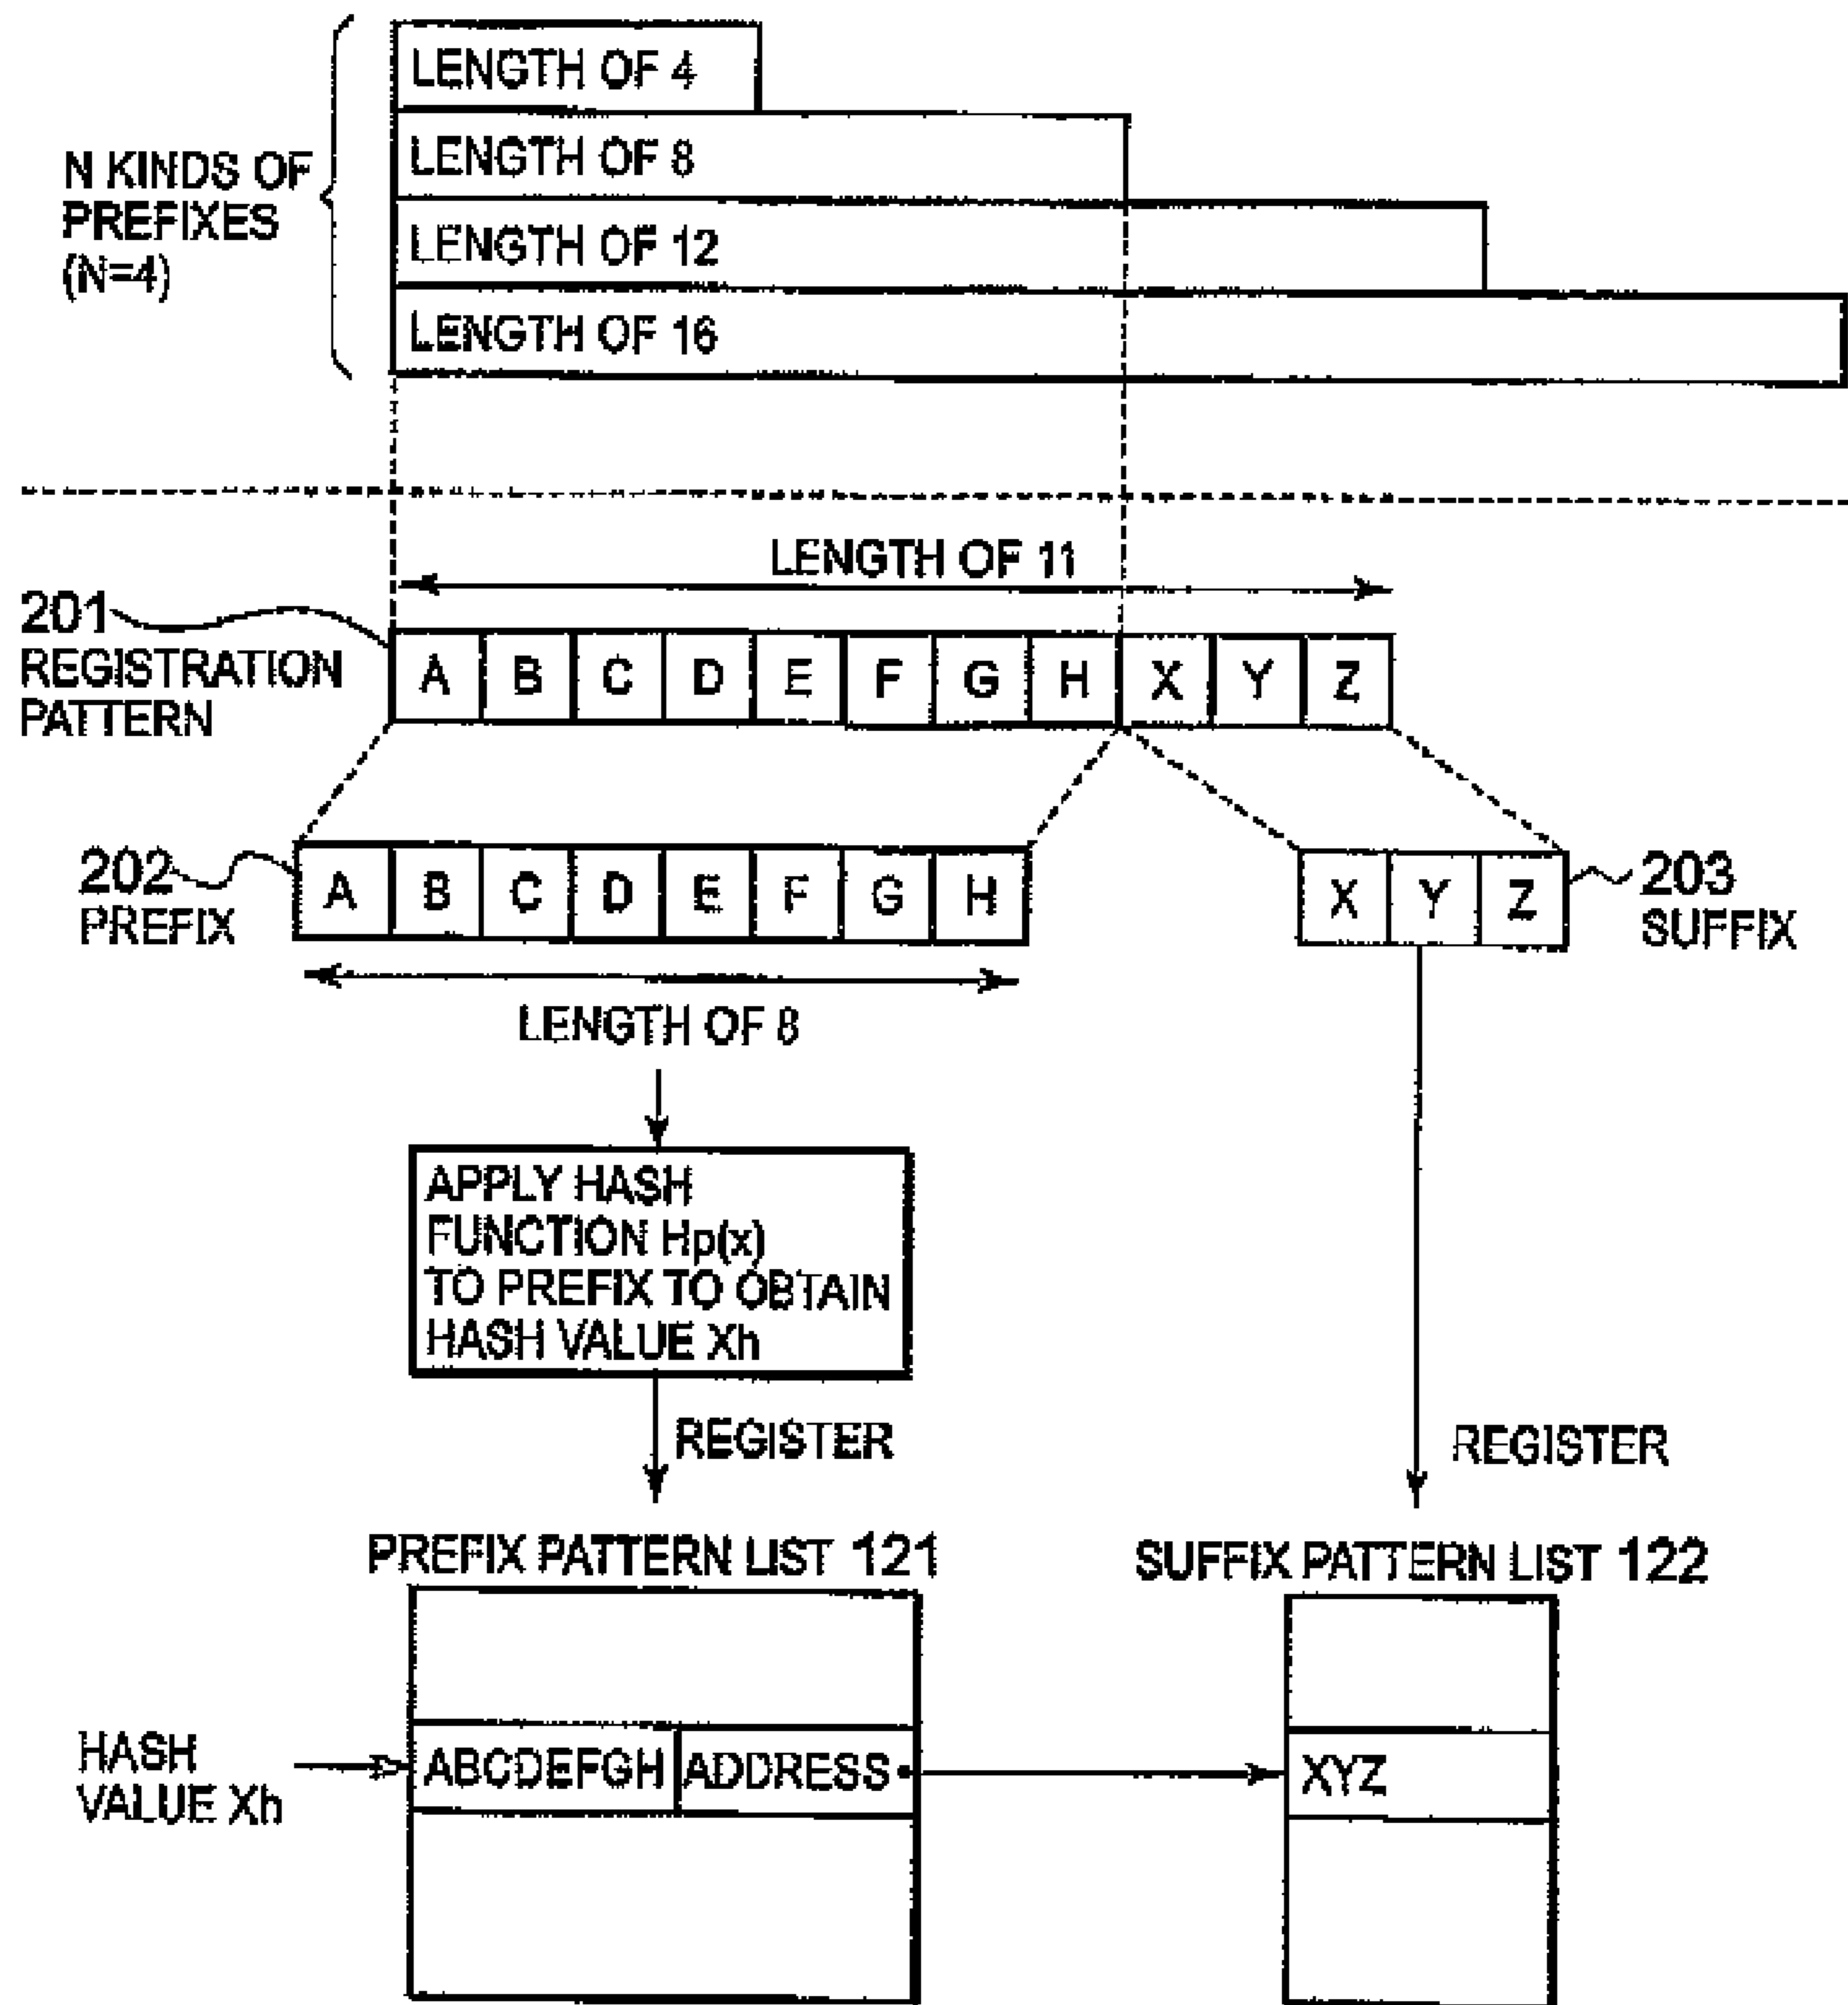 LENGTH OF 4
LENGTH OF 8
LENGTH OF 12
LENGTH OF 16
N KINDS OF
PREFIXES
(N=4)
LENGTH OF 11
201
REGISTRATION
PATTERN
A B C D E F G H X Y Z
202
PREFIX
A B C D E F G H
X Y Z
203
SUFFIX
LENGTH OF 8
APPLY HASH
FUNCTION Hp(x)
TO PREFIX TO OBTAIN
HASH VALUE Xh
REGISTER
REGISTER
PREFIX PATTERN LIST 121
SUFFIX PATTERN LIST 122
HASH
VALUE Xh
ABCDEFGH ADDRESS
XYZ